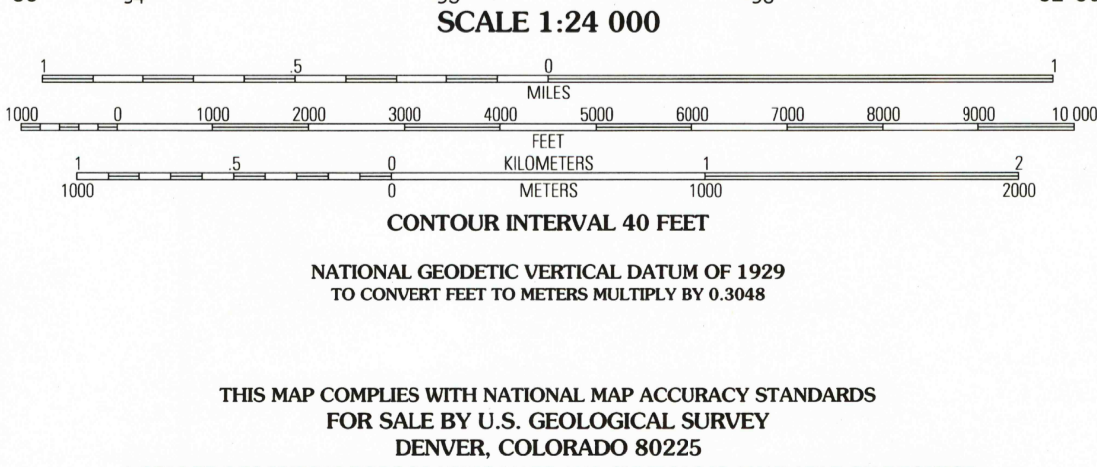 SCALE 1:24 000
1 .5 0 1
MILES
1000 0 1000 2000 3000 4000 5000 6000 7000 8000 9000 10 000
FEET
1 .5 0 KILOMETERS 1 2
1000 0 METERS 1000 2000
CONTOUR INTERVAL 40 FEET
NATIONAL GEODETIC VERTICAL DATUM OF 1929
TO CONVERT FEET TO METERS MULTIPLY BY 0.3048
THIS MAP COMPLIES WITH NATIONAL MAP ACCURACY STANDARDS
FOR SALE BY U.S. GEOLOGICAL SURVEY
DENVER, COLORADO 80225